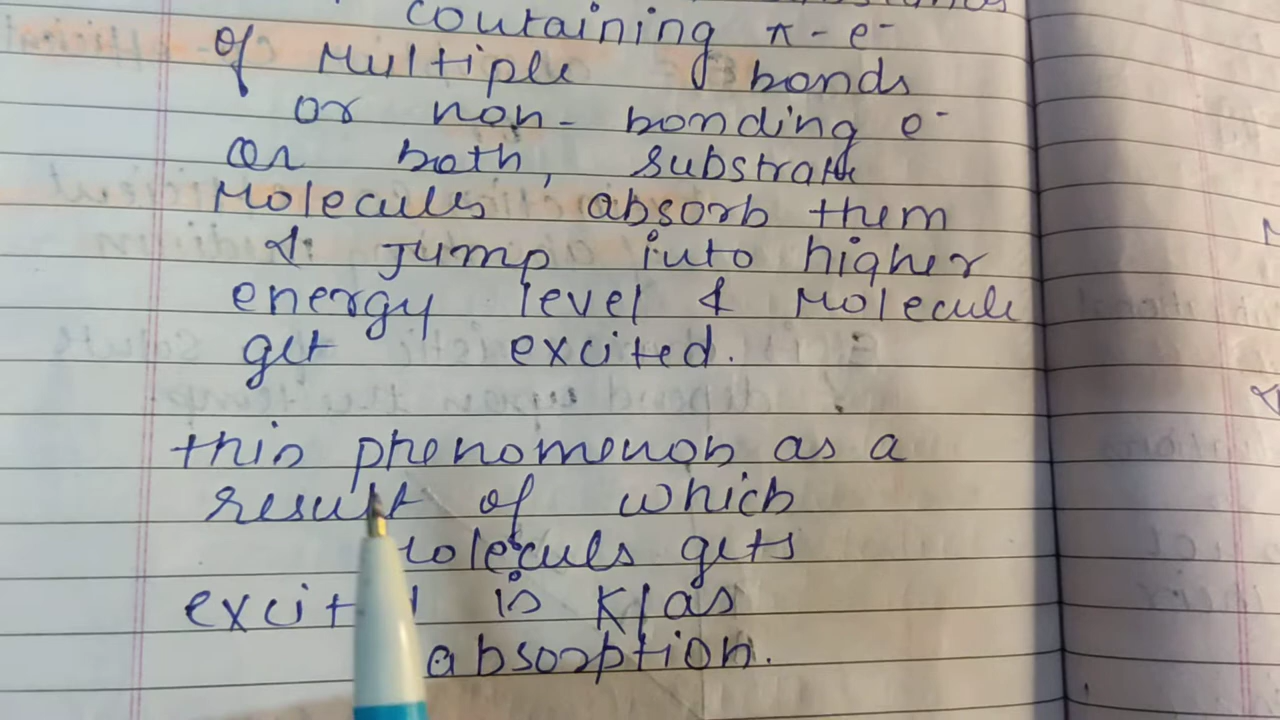 containing π-e⁻
of Multiple bonds
or non-bonding e⁻
or both, substrate
Molecules absorb them
& Jump into higher
energy level & Molecule
get excited.
this phenomenon as a
result of which
molecules gets
excited is K/as
absorption.